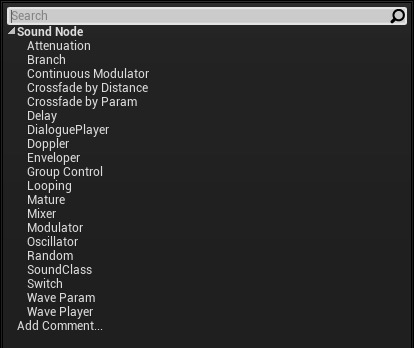 Search
Sound Node
Attenuation
Branch
Continuous Modulator
Crossfade by Distance
Crossfade by Param
Delay
DialoguePlayer
Doppler
Enveloper
Group Control
Looping
Mature
Mixer
Modulator
Oscillator
Random
SoundClass
Switch
Wave Param
Wave Player
Add Comment...